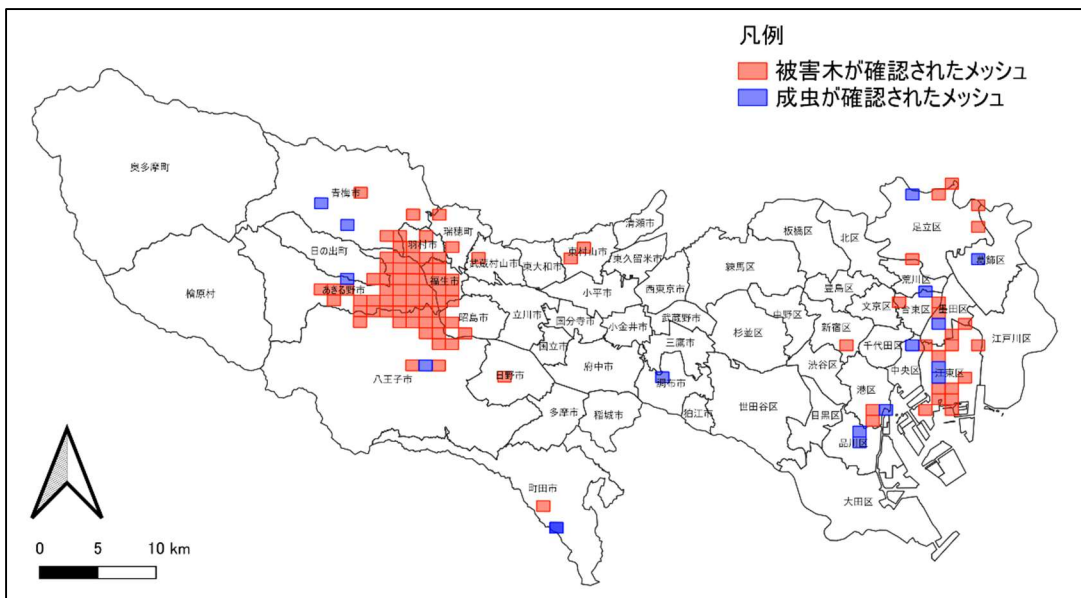 凡例
被害木が確認されたメッシュ
成虫が確認されたメッシュ
奥多摩町
青梅市
日の出町
檜原村
あきる野市
羽村市
瑞穂町
福生市
武蔵村山市
東大和市
東村山市
清瀬市
東久留米市
小平市
西東京市
昭島市
立川市
国分寺市
小金井市
武蔵野市
三鷹市
国立市
府中市
調布市
狛江市
八王子市
日野市
多摩市
稲城市
町田市
練馬区
板橋区
北区
足立区
葛飾区
荒川区
豊島区
文京区
台東区
墨田区
江戸川区
杉並区
中野区
新宿区
千代田区
渋谷区
中央区
江東区
港区
世田谷区
目黒区
品川区
大田区
0 5 10 km